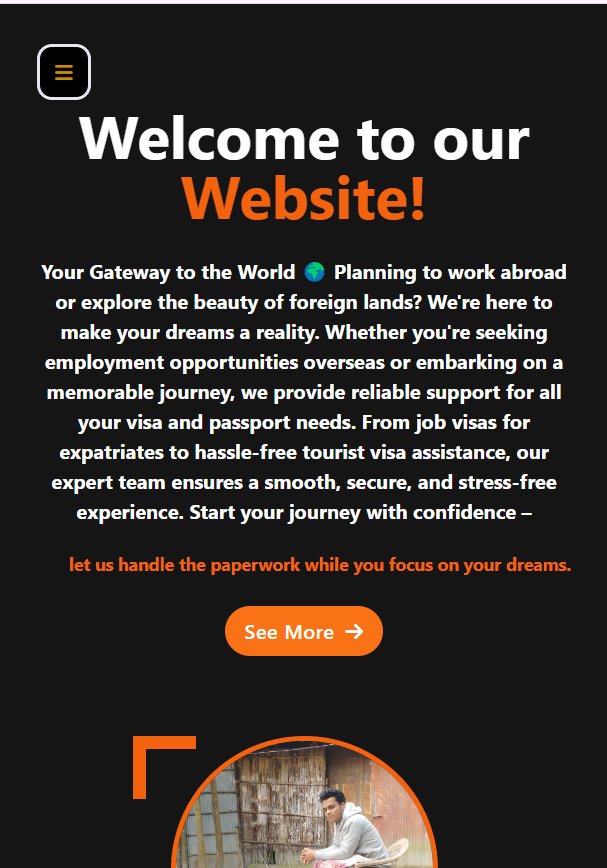 Welcome to our
Website!
Your Gateway to the World 🌍 Planning to work abroad
or explore the beauty of foreign lands? We're here to
make your dreams a reality. Whether you're seeking
employment opportunities overseas or embarking on a
memorable journey, we provide reliable support for all
your visa and passport needs. From job visas for
expatriates to hassle-free tourist visa assistance, our
expert team ensures a smooth, secure, and stress-free
experience. Start your journey with confidence –
let us handle the paperwork while you focus on your dreams.
See More →